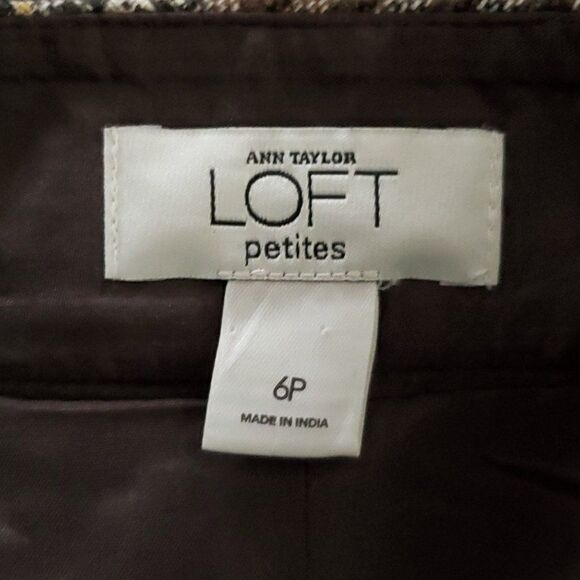 ANN TAYLOR
LOFT
petites
6P
MADE IN INDIA